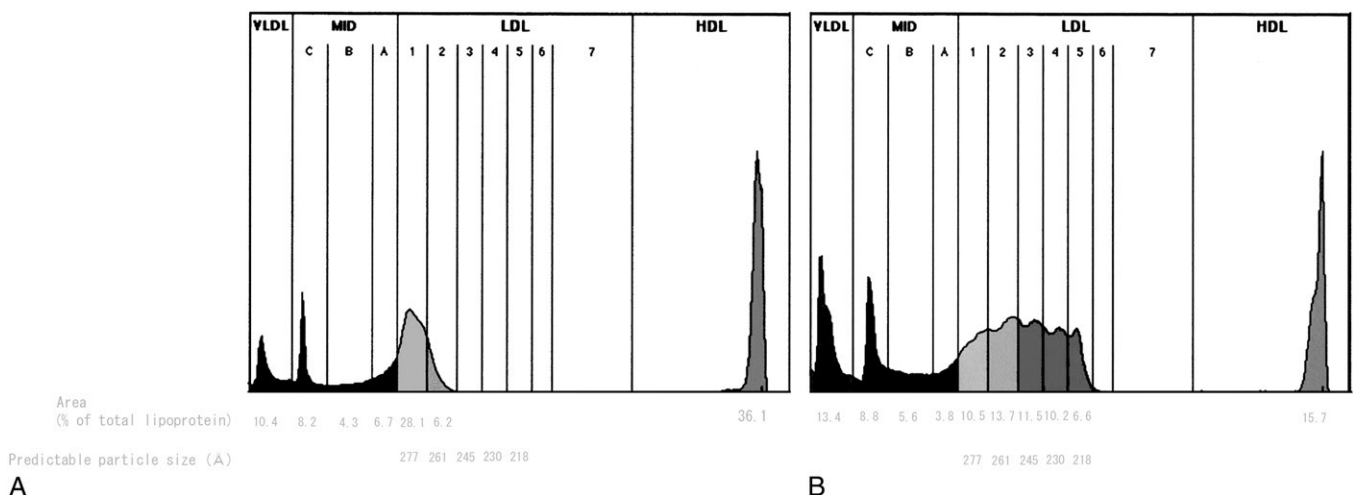 VLDL MID LDL HDL VLDL MID LDL HDL
C B A 1 2 3 4 5 6 7 C B A 1 2 3 4 5 6 7
Area
(% of total lipoprotein) 10.4 8.2 4.3 6.7 28.1 6.2 36.1 13.4 8.8 5.6 3.8 10.5 13.7 11.5 10.2 6.6 15.7
Predictable particle size (Å) 277 261 245 230 218 277 261 245 230 218
A B